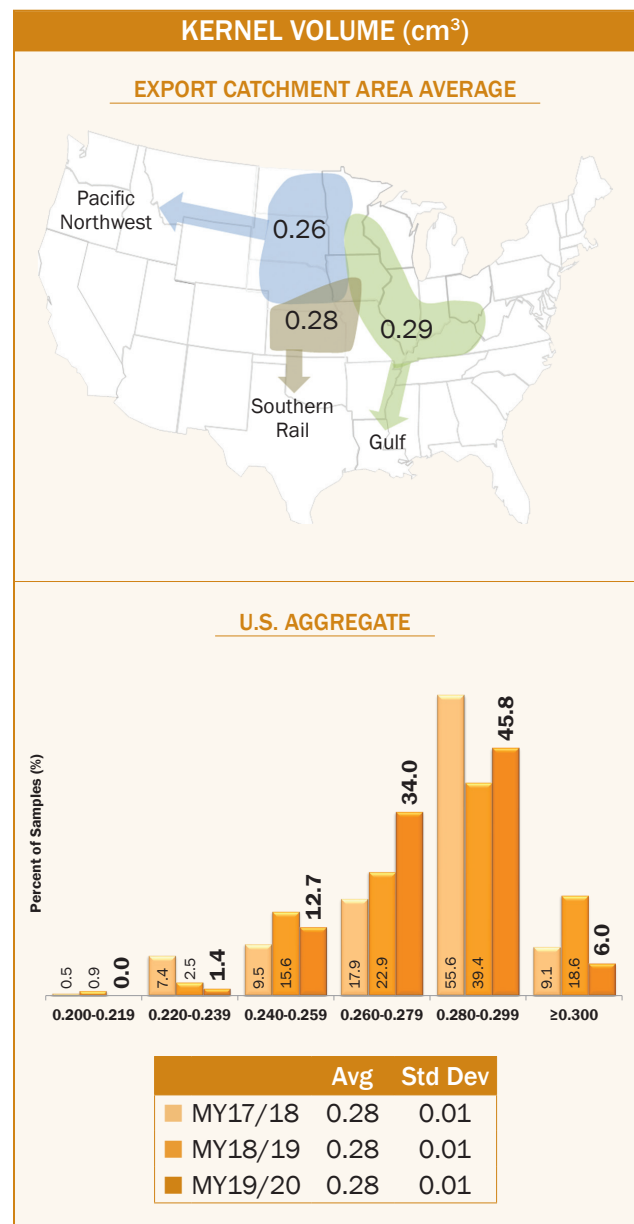 KERNEL VOLUME (cm³)
EXPORT CATCHMENT AREA AVERAGE
Pacific
Northwest
0.26
0.28
0.29
Southern
Rail
Gulf
U.S. AGGREGATE
Percent of Samples (%)
0.5 0.9 0.0
7.4 2.5 1.4
9.5 15.6 12.7
17.9 22.9 34.0
55.6 39.4 45.8
9.1 18.6 6.0
0.200-0.219 0.220-0.239 0.240-0.259 0.260-0.279 0.280-0.299 ≥0.300
Avg Std Dev
MY17/18 0.28 0.01
MY18/19 0.28 0.01
MY19/20 0.28 0.01